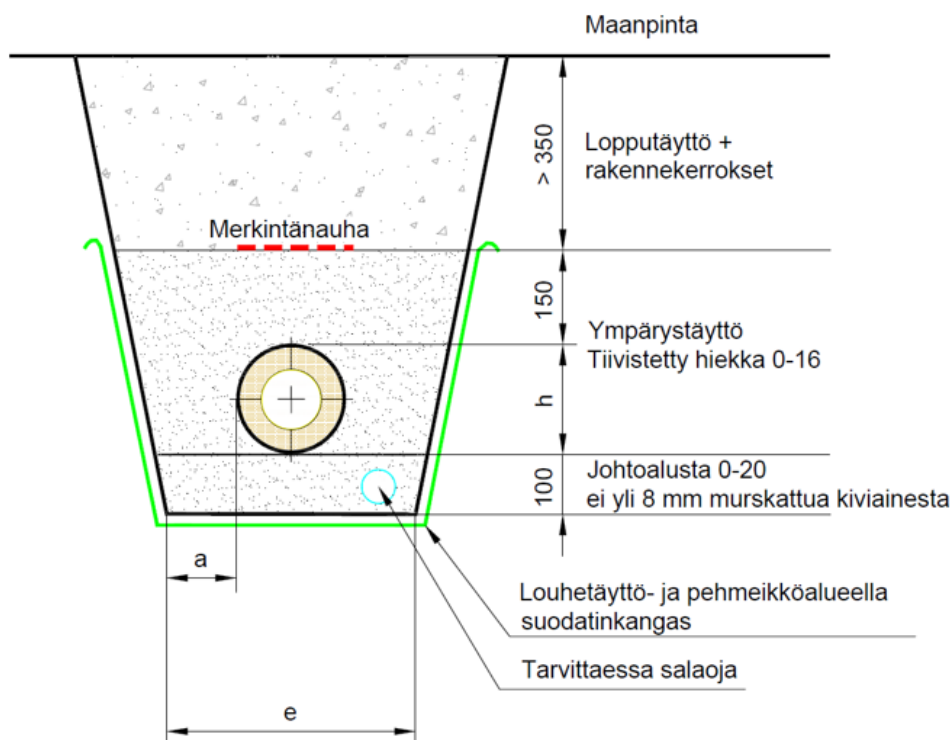 Maanpinta
> 350
Lopputäyttö +
rakennekerrokset
Merkintänauha
150
Ympärystäyttö
Tiivistetty hiekka 0-16
h
100
Johtoalusta 0-20
ei yli 8 mm murskattua kiviainesta
a
Louhetäyttö- ja pehmeikköalueella
suodatinkangas
Tarvittaessa salaoja
e